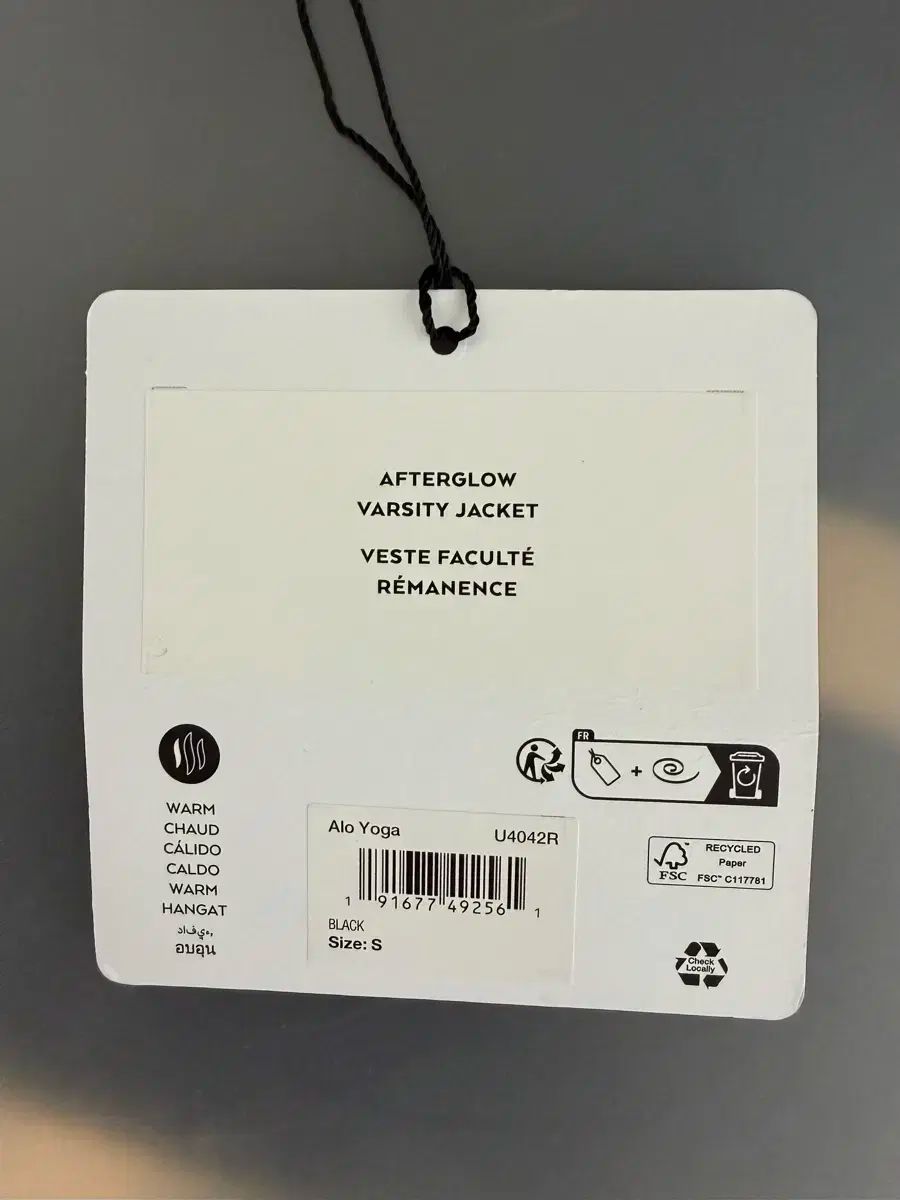 AFTERGLOW
VARSITY JACKET
VESTE FACULTÉ
RÉMANENCE
WARM
CHAUD
CÁLIDO
CALDO
WARM
HANGAT
อบอุ่น
Alo Yoga U4042R
1 91677 49256 1
BLACK
Size: S
FR
+
FSC™
RECYCLED
Paper
FSC™ C117781
Check
Locally